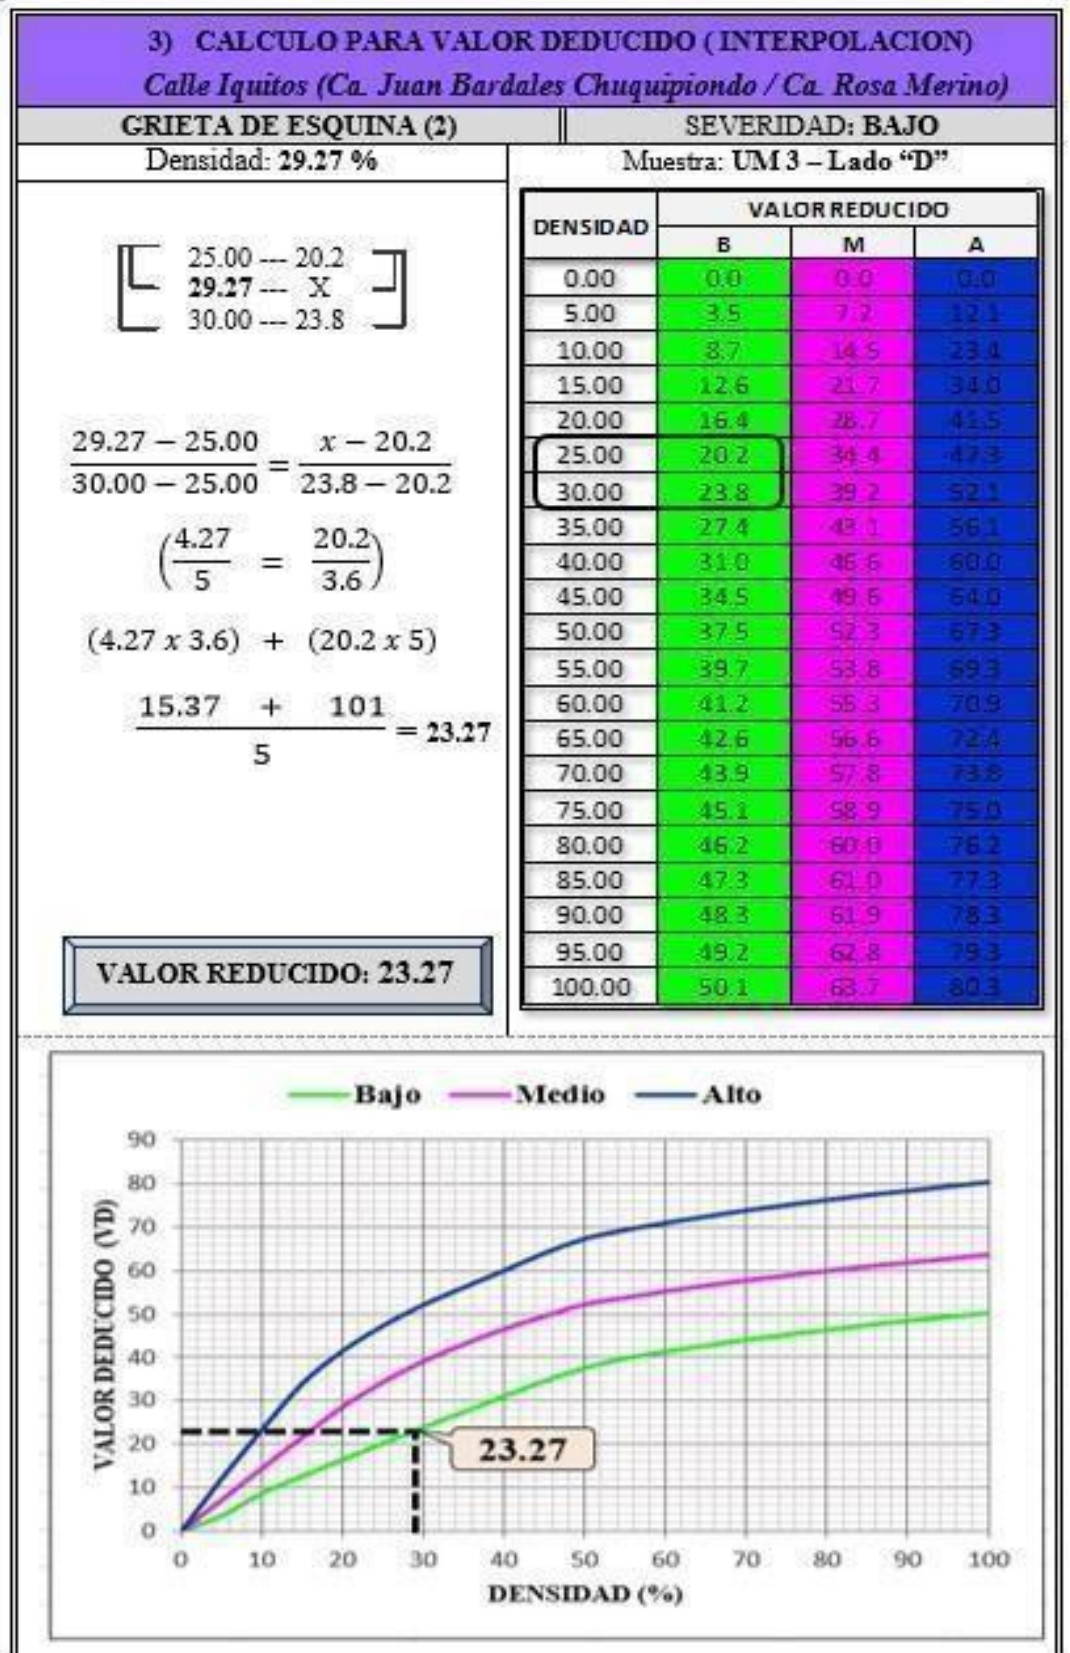 3) CALCULO PARA VALOR DEDUCIDO ( INTERPOLACION)
Calle Iquitos (Ca. Juan Bardales Chuquipiondo / Ca. Rosa Merino)
GRIETA DE ESQUINA (2)
SEVERIDAD: BAJO
Densidad: 29.27 %
Muestra: UM 3 – Lado “D”
25.00 --- 20.2
29.27 --- X
30.00 --- 23.8
29.27 − 25.00 / 30.00 − 25.00 = x − 20.2 / 23.8 − 20.2
(4.27 / 5 = 20.2 / 3.6)
(4.27 x 3.6) + (20.2 x 5)
15.37 + 101 / 5 = 23.27
VALOR REDUCIDO: 23.27
DENSIDAD VALOR REDUCIDO
B M A
0.00 0.0 0.0 0.0
5.00 3.5 7.2 12.1
10.00 8.7 14.5 23.4
15.00 12.6 21.7 34.0
20.00 16.4 28.7 41.5
25.00 20.2 34.4 47.3
30.00 23.8 39.2 52.1
35.00 27.4 43.1 56.1
40.00 31.0 46.6 60.0
45.00 34.5 49.6 64.0
50.00 37.5 52.3 67.3
55.00 39.7 53.8 69.3
60.00 41.2 55.3 70.9
65.00 42.6 56.6 72.4
70.00 43.9 57.8 73.8
75.00 45.1 58.9 75.0
80.00 46.2 60.0 76.2
85.00 47.3 61.0 77.3
90.00 48.3 61.9 78.3
95.00 49.2 62.8 79.3
100.00 50.1 63.7 80.3
Bajo Medio Alto
VALOR DEDUCIDO (VD)
90
80
70
60
50
40
30
20
10
0
23.27
0 10 20 30 40 50 60 70 80 90 100
DENSIDAD (%)